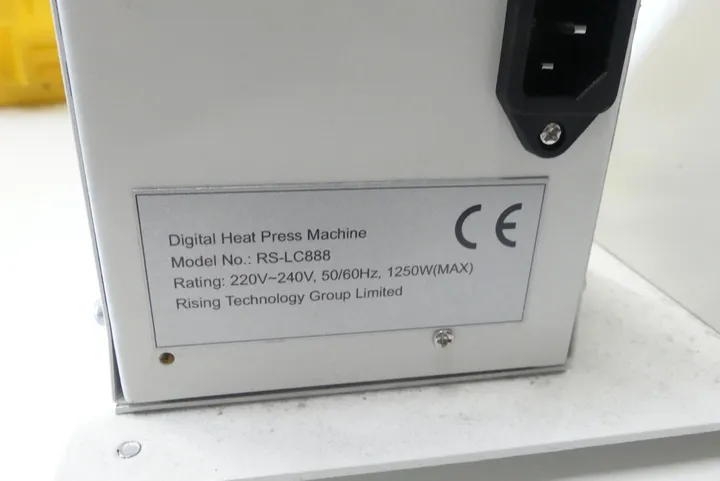 Digital Heat Press Machine
CE
Model No.: RS-LC888
Rating: 220V~240V, 50/60Hz, 1250W(MAX)
Rising Technology Group Limited